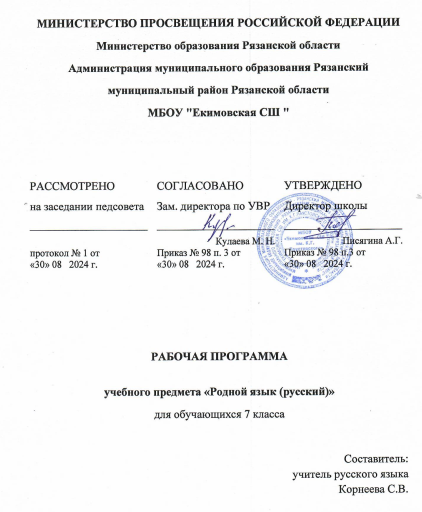 МИНИСТЕРСТВО ПРОСВЕЩЕНИЯ РОССИЙСКОЙ ФЕДЕРАЦИИ
Министерство образования Рязанской области
Администрация муниципального образования Рязанский
муниципальный район Рязанской области
МБОУ "Екимовская СШ "
РАССМОТРЕНО
на заседании педсовета
протокол № 1 от
«30» 08 2024 г.
СОГЛАСОВАНО
Зам. директора по УВР
Кулаева М. Н.
Приказ № 98 п. 3 от
«30» 08 2024 г.
УТВЕРЖДЕНО
Директор школы
Писягина А.Г.
Приказ № 98 п.3 от
«30» 08 2024 г.
РАБОЧАЯ ПРОГРАММА
учебного предмета «Родной язык (русский)»
для обучающихся 7 класса
Составитель:
учитель русского языка
Корнеева С.В.